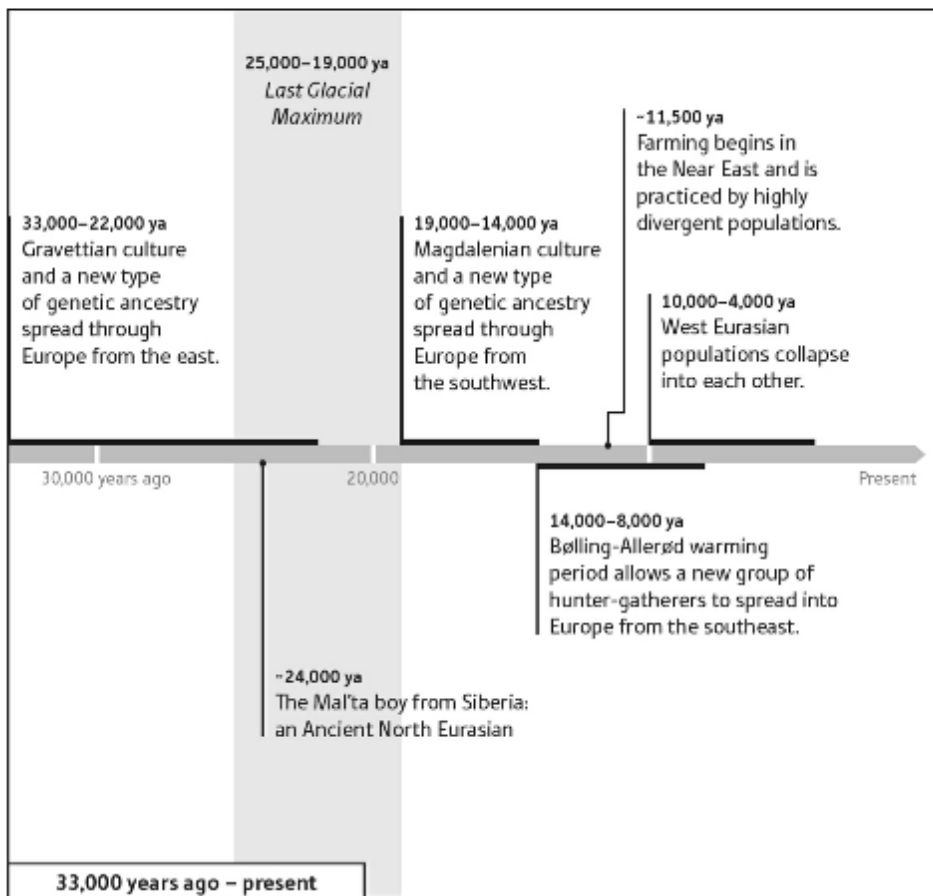 25,000–19,000 ya
Last Glacial
Maximum
~11,500 ya
Farming begins in
the Near East and is
practiced by highly
divergent populations.
33,000–22,000 ya
Gravettian culture
and a new type
of genetic ancestry
spread through
Europe from the east.
19,000–14,000 ya
Magdalenian culture
and a new type
of genetic ancestry
spread through
Europe from
the southwest.
10,000–4,000 ya
West Eurasian
populations collapse
into each other.
30,000 years ago
20,000
Present
14,000–8,000 ya
Bølling-Allerød warming
period allows a new group of
hunter-gatherers to spread into
Europe from the southeast.
~24,000 ya
The Mal'ta boy from Siberia:
an Ancient North Eurasian
33,000 years ago – present